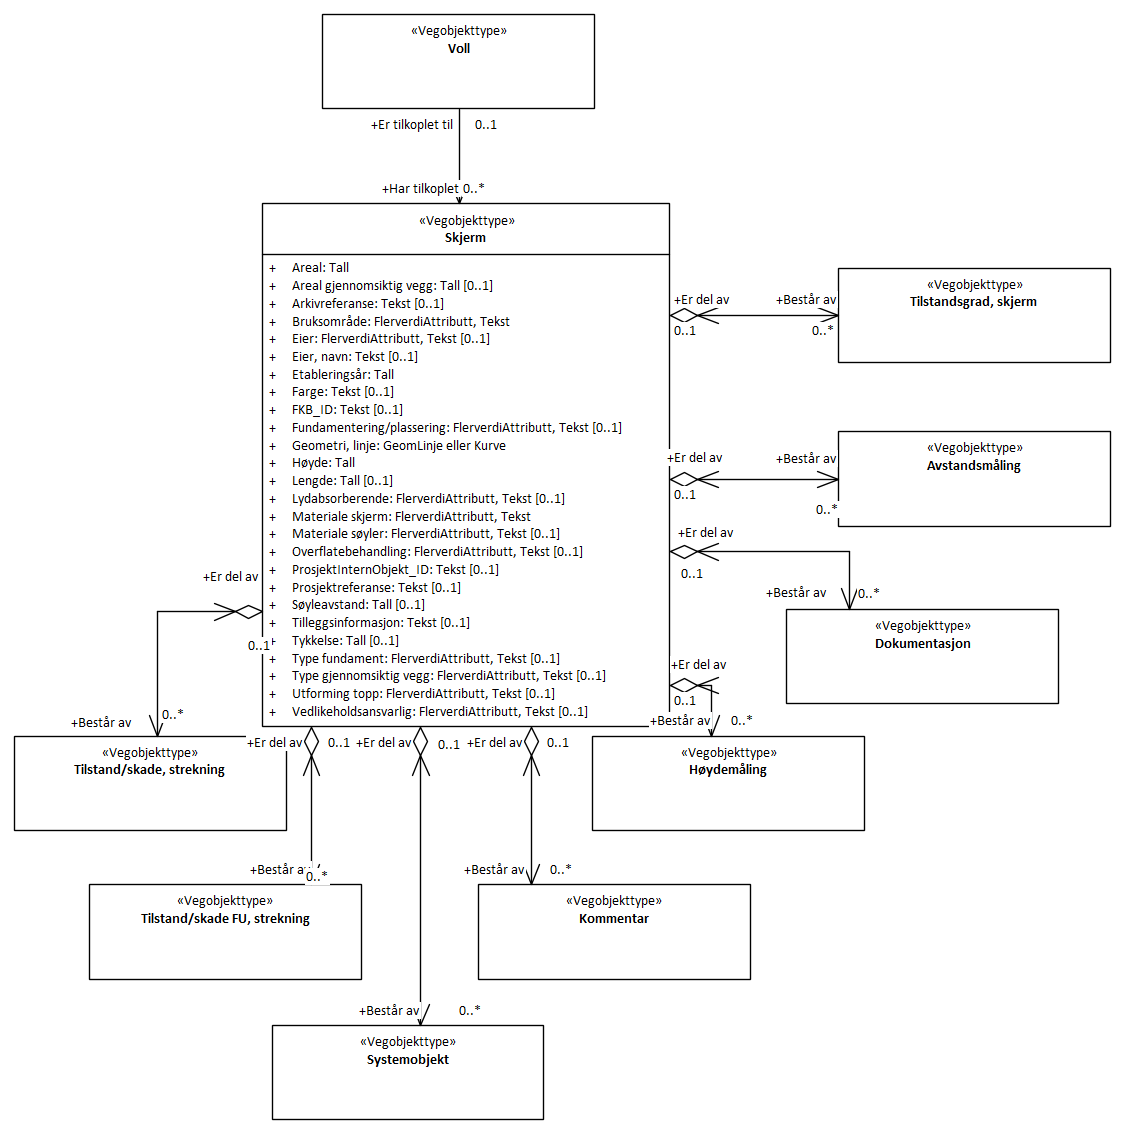 «Vegobjekttype»
Voll
+Er tilkoplet til 0..1
+Har tilkoplet 0..*
«Vegobjekttype»
Skjerm
+ Areal: Tall
+ Areal gjennomsiktig vegg: Tall [0..1]
+ Arkivreferanse: Tekst [0..1]
+ Bruksområde: FlerverdiAttributt, Tekst
+ Eier: FlerverdiAttributt, Tekst [0..1]
+ Eier, navn: Tekst [0..1]
+ Etableringsår: Tall
+ Farge: Tekst [0..1]
+ FKB_ID: Tekst [0..1]
+ Fundamentering/plassering: FlerverdiAttributt, Tekst [0..1]
+ Geometri, linje: GeomLinje eller Kurve
+ Høyde: Tall
+ Lengde: Tall [0..1]
+ Lydabsorberende: FlerverdiAttributt, Tekst [0..1]
+ Materiale skjerm: FlerverdiAttributt, Tekst
+ Materiale søyler: FlerverdiAttributt, Tekst [0..1]
+ Overflatebehandling: FlerverdiAttributt, Tekst [0..1]
+ ProsjektInternObjekt_ID: Tekst [0..1]
+ Prosjektreferanse: Tekst [0..1]
+ Søyleavstand: Tall [0..1]
+ Tilleggsinformasjon: Tekst [0..1]
+ Tykkelse: Tall [0..1]
+ Type fundament: FlerverdiAttributt, Tekst [0..1]
+ Type gjennomsiktig vegg: FlerverdiAttributt, Tekst [0..1]
+ Utforming topp: FlerverdiAttributt, Tekst [0..1]
+ Vedlikeholdsansvarlig: FlerverdiAttributt, Tekst [0..1]
+Er del av +Består av
0..1 0..*
«Vegobjekttype»
Tilstandsgrad, skjerm
+Er del av +Består av
0..1 0..*
«Vegobjekttype»
Avstandsmåling
+Er del av
0..1
+Består av 0..*
«Vegobjekttype»
Dokumentasjon
+Er del av
0..1
+Består av 0..*
«Vegobjekttype»
Høydemåling
+Er del av
0..1
+Består av 0..*
«Vegobjekttype»
Tilstand/skade, strekning
+Er del av 0..1
+Består av
0..*
«Vegobjekttype»
Tilstand/skade FU, strekning
+Er del av 0..1
+Består av 0..*
«Vegobjekttype»
Systemobjekt
+Er del av 0..1
+Består av 0..*
«Vegobjekttype»
Kommentar